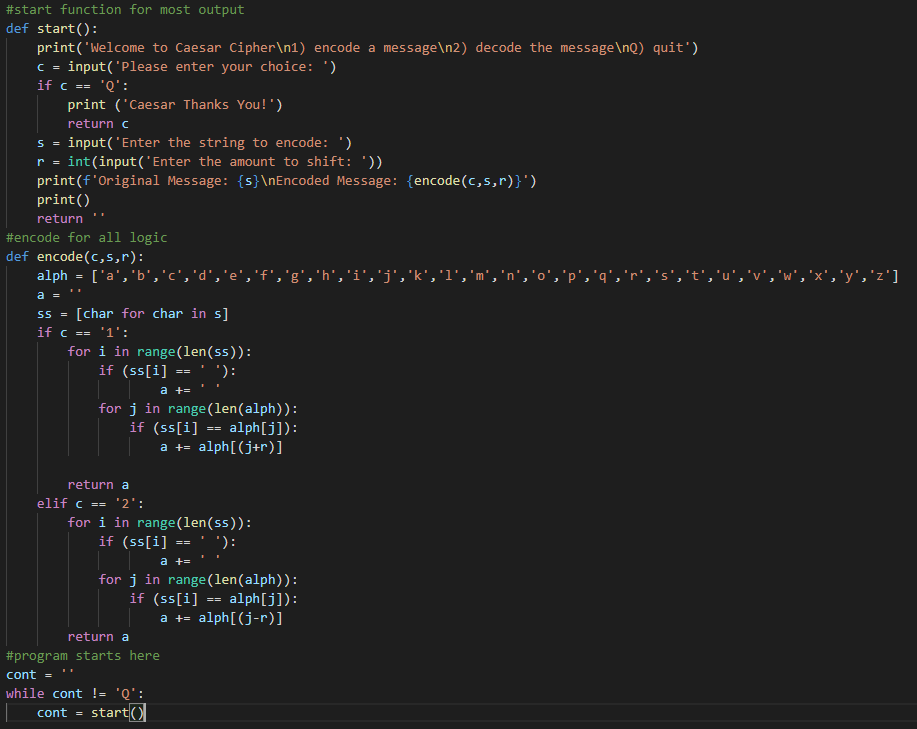 #start function for most output
def start():
    print('Welcome to Caesar Cipher\n1) encode a message\n2) decode the message\nQ) quit')
    c = input('Please enter your choice: ')
    if c == 'Q':
        print ('Caesar Thanks You!')
        return c
    s = input('Enter the string to encode: ')
    r = int(input('Enter the amount to shift: '))
    print(f'Original Message: {s}\nEncoded Message: {encode(c,s,r)}')
    print()
    return ''
#encode for all logic
def encode(c,s,r):
    alph = ['a','b','c','d','e','f','g','h','i','j','k','l','m','n','o','p','q','r','s','t','u','v','w','x','y','z']
    a = ''
    ss = [char for char in s]
    if c == '1':
        for i in range(len(ss)):
            if (ss[i] == ' '):
                    a += ' '
            for j in range(len(alph)):
                if (ss[i] == alph[j]):
                    a += alph[(j+r)]

        return a
    elif c == '2':
        for i in range(len(ss)):
            if (ss[i] == ' '):
                    a += ' '
            for j in range(len(alph)):
                if (ss[i] == alph[j]):
                    a += alph[(j-r)]
        return a
#program starts here
cont = ''
while cont != 'Q':
    cont = start()